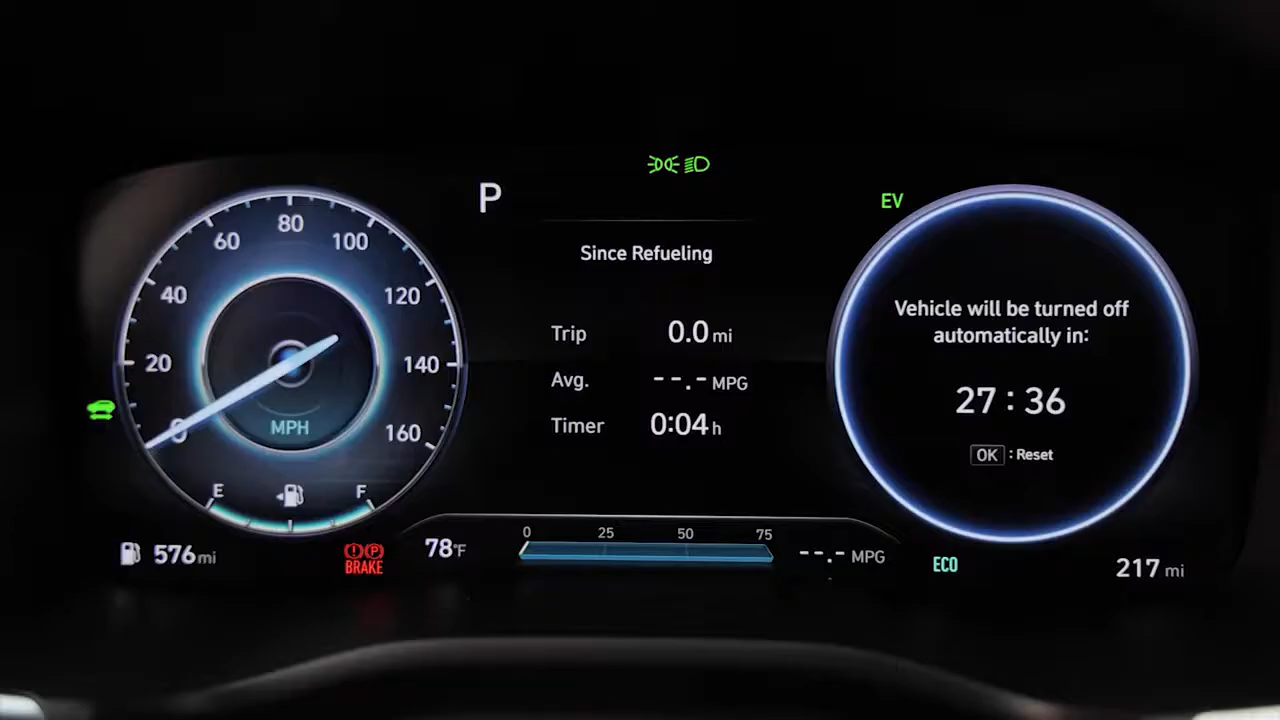 P
EV
80
60
100
40
120
20
140
0
160
MPH
E
F
Since Refueling
Trip 0.0 mi
Avg. --.- MPG
Timer 0:04 h
Vehicle will be turned off
automatically in:
27 : 36
OK : Reset
0 25 50 75
576 mi
(!) (P)
BRAKE
78°F
--.- MPG
ECO
217 mi